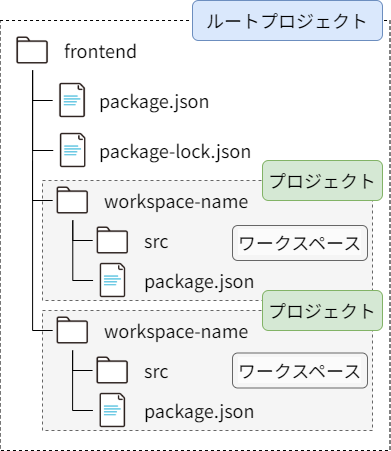 ルートプロジェクト
frontend
package.json
package-lock.json
プロジェクト
workspace-name
src
ワークスペース
package.json
プロジェクト
workspace-name
src
ワークスペース
package.json